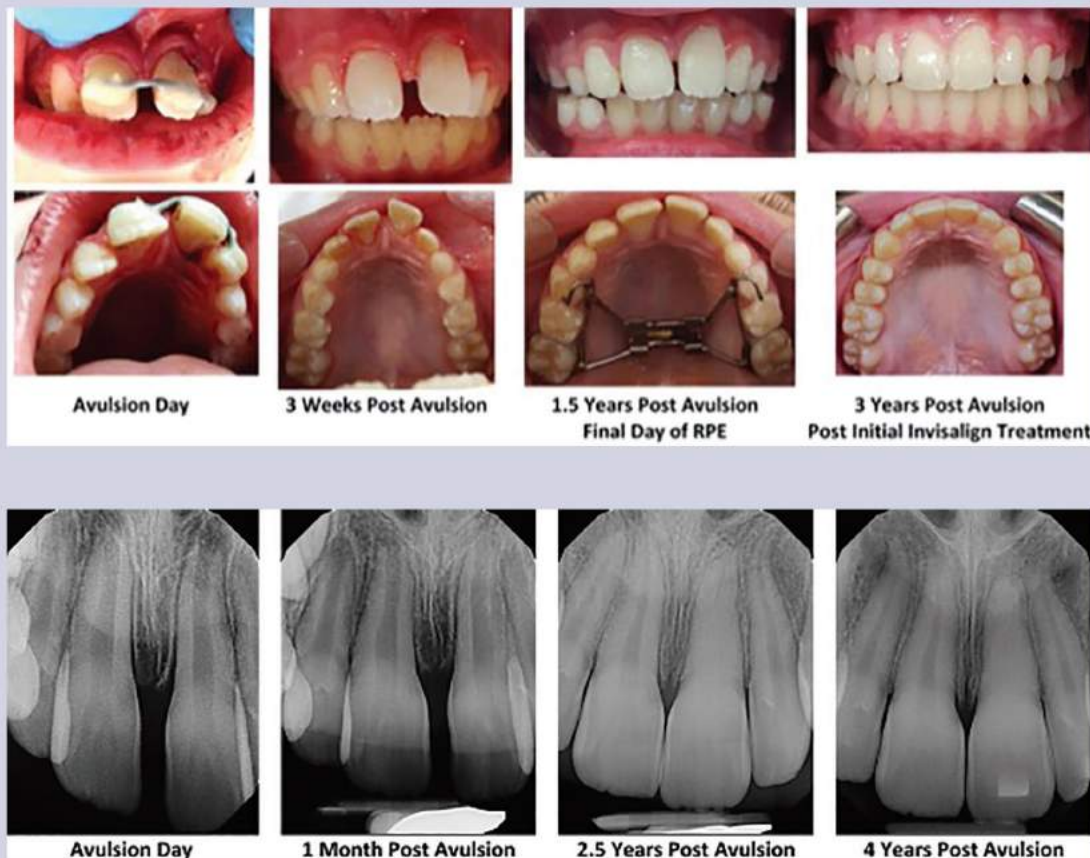 Avulsion Day
3 Weeks Post Avulsion
1.5 Years Post Avulsion
Final Day of RPE
3 Years Post Avulsion
Post Initial Invisalign Treatment
Avulsion Day
1 Month Post Avulsion
2.5 Years Post Avulsion
4 Years Post Avulsion